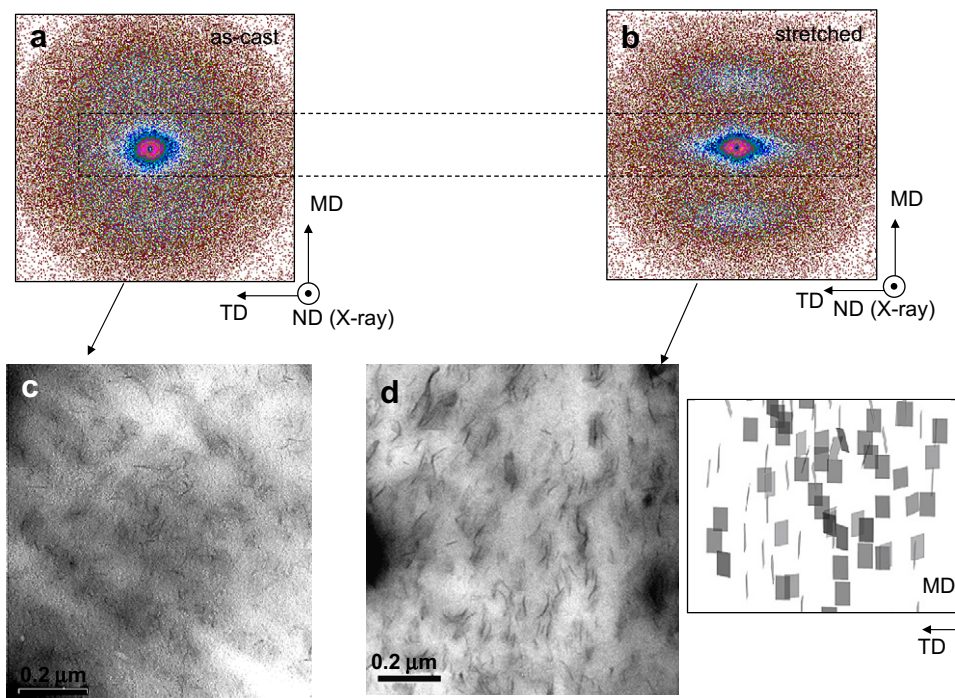 a
as-cast
b
stretched
MD
TD
ND (X-ray)
MD
TD
ND (X-ray)
c
0.2 μm
d
0.2 μm
MD
TD